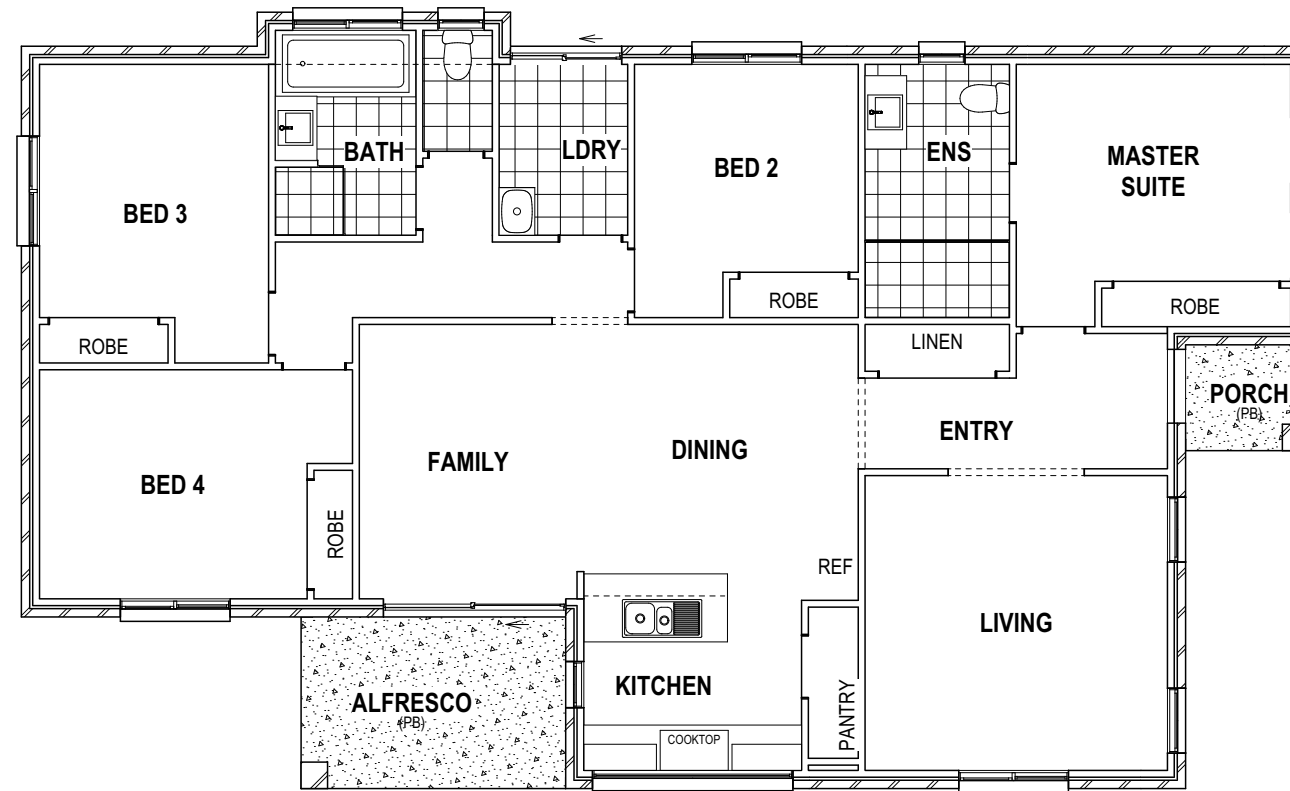 BATH
LDRY
BED 2
ENS
MASTER
SUITE
BED 3
ROBE
ROBE
ROBE
LINEN
PORCH
(PB)
ENTRY
DINING
FAMILY
BED 4
ROBE
REF
LIVING
KITCHEN
PANTRY
ALFRESCO
(PB)
COOKTOP